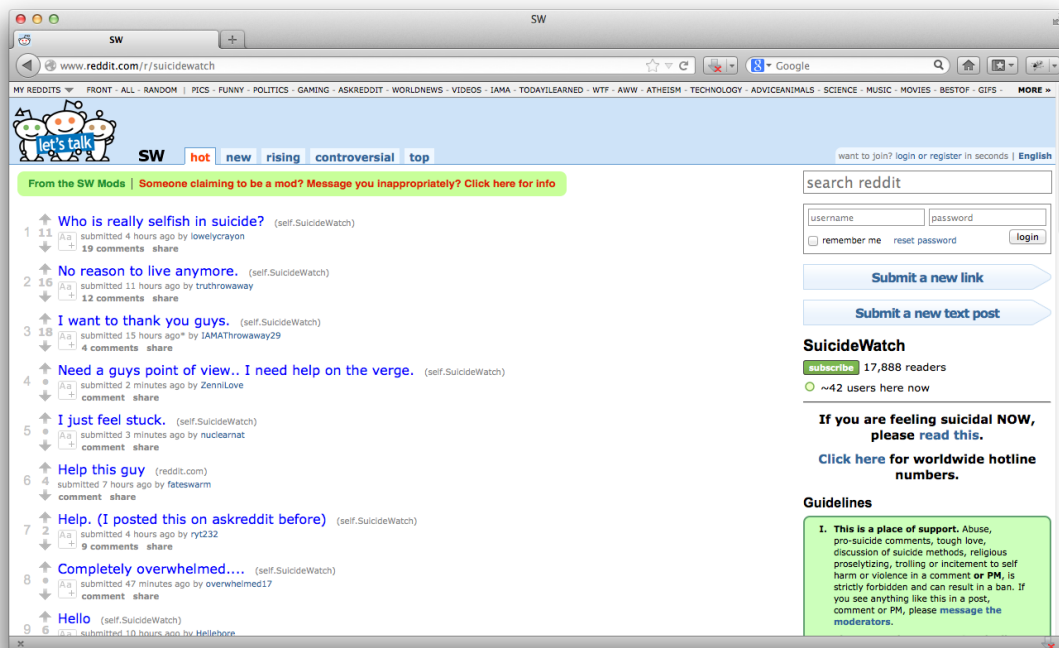 SW
SW
www.reddit.com/r/suicidewatch
Google
MY REDDITS FRONT - ALL - RANDOM | PICS - FUNNY - POLITICS - GAMING - ASKREDDIT - WORLDNEWS - VIDEOS - IAMA - TODAYILEARNED - WTF - AWW - ATHEISM - TECHNOLOGY - ADVICEANIMALS - SCIENCE - MUSIC - MOVIES - BESTOF - GIFS - MORE »
let's talk
SW hot new rising controversial top
want to join? login or register in seconds | English
From the SW Mods | Someone claiming to be a mod? Message you inappropriately? Click here for info
1 11 Who is really selfish in suicide? (self.SuicideWatch)
Aa+ submitted 4 hours ago by lowelycrayon
19 comments share
2 16 No reason to live anymore. (self.SuicideWatch)
Aa+ submitted 11 hours ago by truthrowaway
12 comments share
3 18 I want to thank you guys. (self.SuicideWatch)
Aa+ submitted 15 hours ago* by IAMAThrowaway29
4 comments share
4 • Need a guys point of view.. I need help on the verge. (self.SuicideWatch)
Aa+ submitted 2 minutes ago by ZenniLove
comment share
5 • I just feel stuck. (self.SuicideWatch)
Aa+ submitted 3 minutes ago by nuclearnat
comment share
6 4 Help this guy (reddit.com)
submitted 7 hours ago by fateswarm
comment share
7 2 Help. (I posted this on askreddit before) (self.SuicideWatch)
Aa+ submitted 4 hours ago by ryt232
9 comments share
8 • Completely overwhelmed.... (self.SuicideWatch)
Aa+ submitted 47 minutes ago by overwhelmed17
comment share
9 6 Hello (self.SuicideWatch)
Aa submitted 10 hours ago by Hellebore
search reddit
username password
remember me reset password login
Submit a new link
Submit a new text post
SuicideWatch
subscribe 17,888 readers
~42 users here now
If you are feeling suicidal NOW,
please read this.
Click here for worldwide hotline
numbers.
Guidelines
I. This is a place of support. Abuse,
pro-suicide comments, tough love,
discussion of suicide methods, religious
proselytizing, trolling or incitement to self
harm or violence in a comment or PM, is
strictly forbidden and can result in a ban. If
you see anything like this in a post,
comment or PM, please message the
moderators.